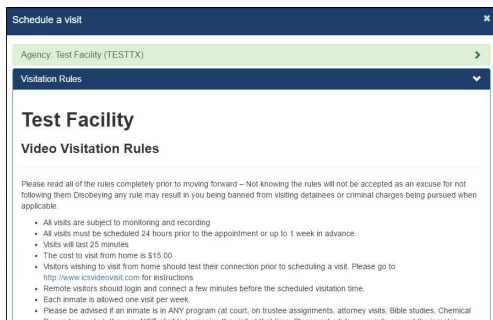 Schedule a visit
Agency: Test Facility (TESTTX)
Visitation Rules
Test Facility
Video Visitation Rules
Please read all of the rules completely prior to moving forward – Not knowing the rules will not be accepted as an excuse for not
following them Disobeying any rule may result in you being banned from visiting detainees or criminal charges being pursued when
applicable.
• All visits are subject to monitoring and recording
• All visits must be scheduled 24 hours prior to the appointment or up to 1 week in advance.
• Visits will last 25 minutes
• The cost to visit from home is $15.00
• Visitors wishing to visit from home should test their connection prior to scheduling a visit. Please go to
http://www.icsvideovisit.com for instructions.
• Remote visitors should login and connect a few minutes before the scheduled visitation time.
• Each inmate is allowed one visit per week.
• Please be advised if an inmate is in ANY program (at court, on trustee assignments, attorney visits, Bible studies, Chemical